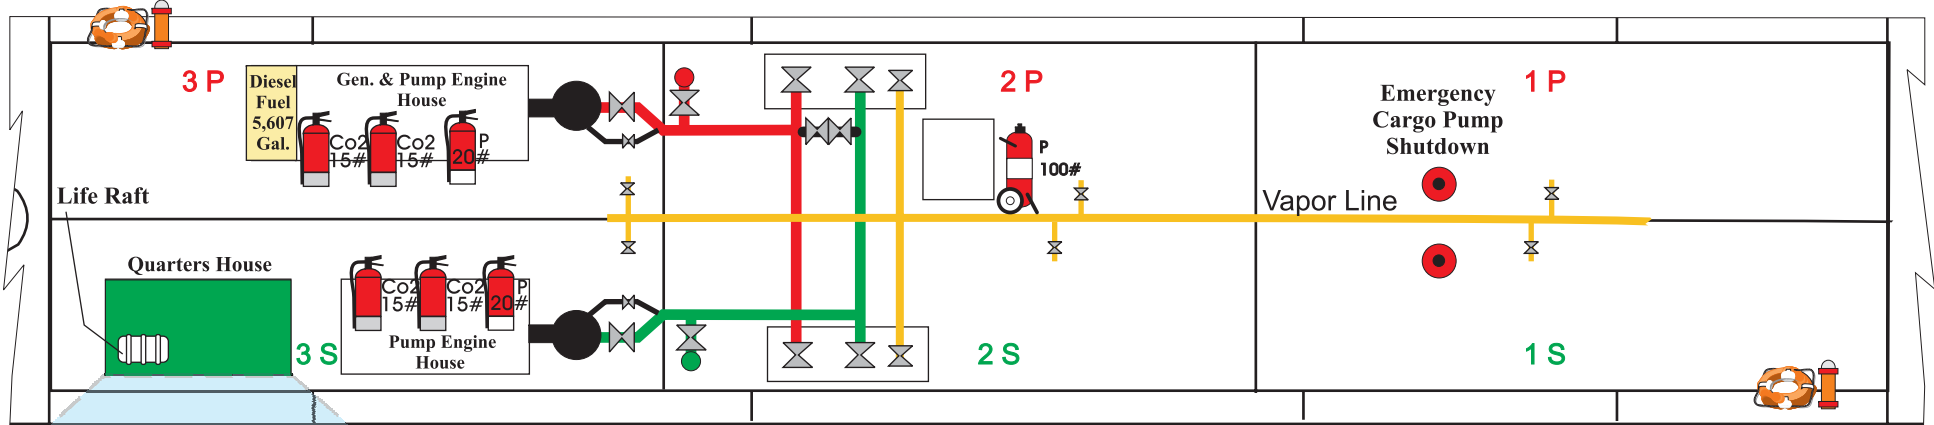 3 P
Diesel
Fuel
5,607
Gal.
Gen. & Pump Engine
House
Co2
15#
Co2
15#
P
20#
2 P
P
100#
1 P
Emergency
Cargo Pump
Shutdown
Life Raft
Vapor Line
Quarters House
3 S
Co2
15#
Co2
15#
P
20#
Pump Engine
House
2 S
1 S